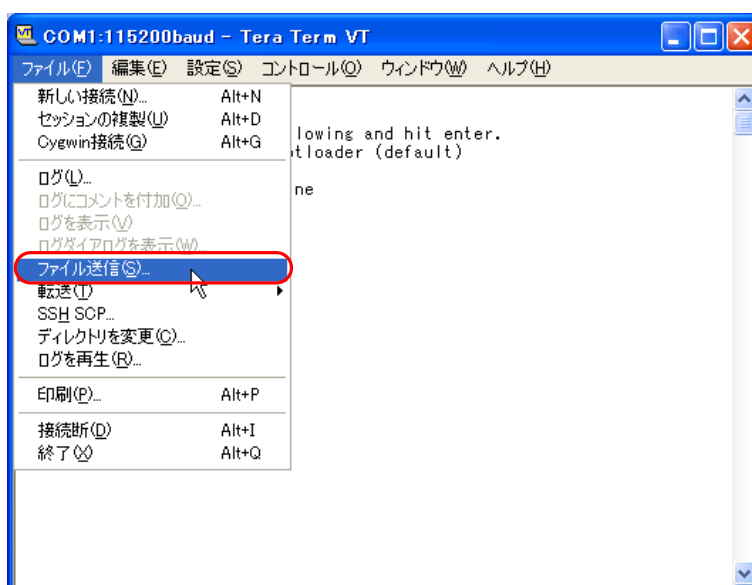 COM1:115200baud - Tera Term VT
ファイル(F) 編集(E) 設定(S) コントロール(O) ウィンドウ(W) ヘルプ(H)
新しい接続(N)... Alt+N
セッションの複製(U) Alt+D
Cygwin接続(G) Alt+G
ログ(L)...
ログにコメントを付加(O)...
ログを表示(V)
ログダイアログを表示(W)...
ファイル送信(S)...
転送(T)
SSH SCP...
ディレクトリを変更(C)...
ログを再生(R)...
印刷(P)... Alt+P
接続断(D) Alt+I
終了(X) Alt+Q
lowing and hit enter.
tloader (default)
ne